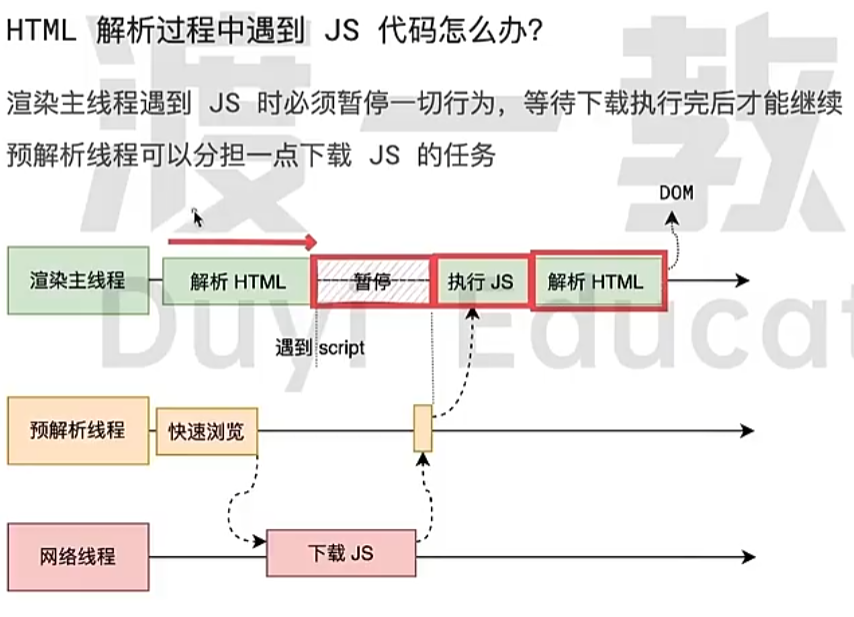 HTML 解析过程中遇到 JS 代码怎么办？
渲染主线程遇到 JS 时必须暂停一切行为，等待下载执行完后才能继续
预解析线程可以分担一点下载 JS 的任务
DOM
渲染主线程
解析 HTML
暂停
执行 JS
解析 HTML
遇到 script
预解析线程
快速浏览
网络线程
下载 JS
渡一教
Duyi Educat